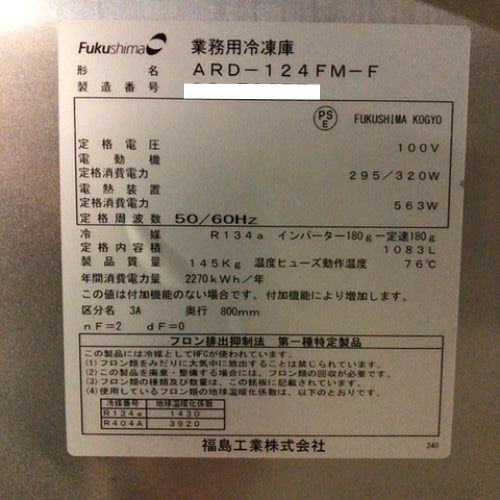 Fukushima 業務用冷凍庫
形名 ARD-124FM-F
製造番号
PSE FUKUSHIMA KOGYO
定格電圧 100V
電動機
定格消費電力 295/320W
電熱装置
定格消費電力 563W
定格周波数 50/60Hz
冷媒 R134a インバーター180g一定速180g
定格内容積 1083L
製品質量 145Kg 温度ヒューズ動作温度 76℃
年間消費電力量 2270kWh/年
この値は付加機能のない場合です。付加機能により増加します。
区分名 3A 奥行 800mm
nF=2 dF=0
フロン排出抑制法 第一種特定製品
この製品には冷媒としてHFCが使われています。
(1)フロン類をみだりに大気中に放出することは禁じられています。
(2)この製品を廃棄・整備する場合には、フロン類の回収が必要です。
(3)フロン類の種類及び数量は、この銘板に記載されています。
(4)使用しているフロン類の地球温暖化係数は、以下のとおりです。
冷媒番号 地球温暖化係数
R134a 1430
R404A 3920
福島工業株式会社
240